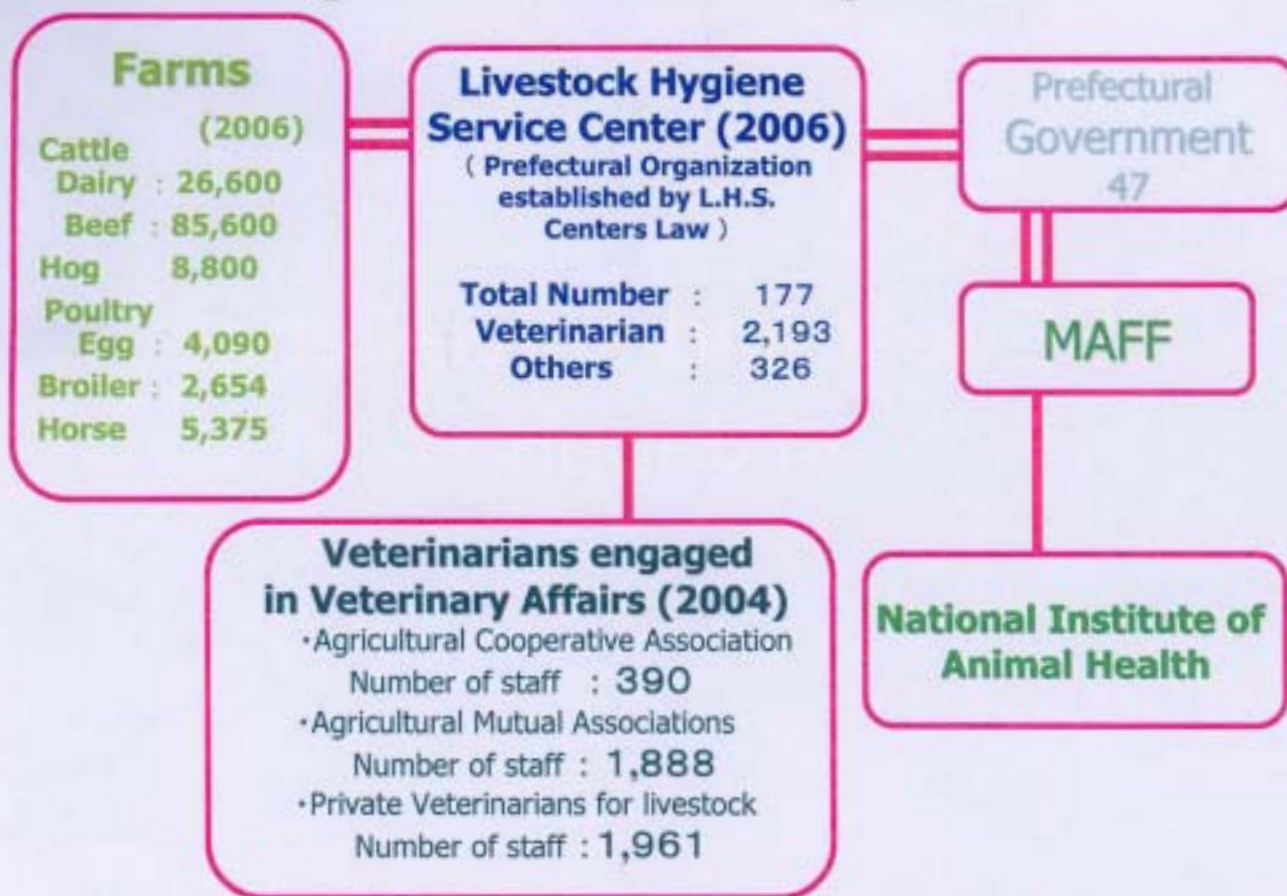 Farms
(2006)
Cattle
Dairy : 26,600
Beef : 85,600
Hog 8,800
Poultry
Egg : 4,090
Broiler : 2,654
Horse 5,375
Livestock Hygiene
Service Center (2006)
( Prefectural Organization
established by L.H.S.
Centers Law )
Total Number : 177
Veterinarian : 2,193
Others : 326
Prefectural
Government
47
MAFF
National Institute of
Animal Health
Veterinarians engaged
in Veterinary Affairs (2004)
・Agricultural Cooperative Association
Number of staff : 390
・Agricultural Mutual Associations
Number of staff : 1,888
・Private Veterinarians for livestock
Number of staff : 1,961